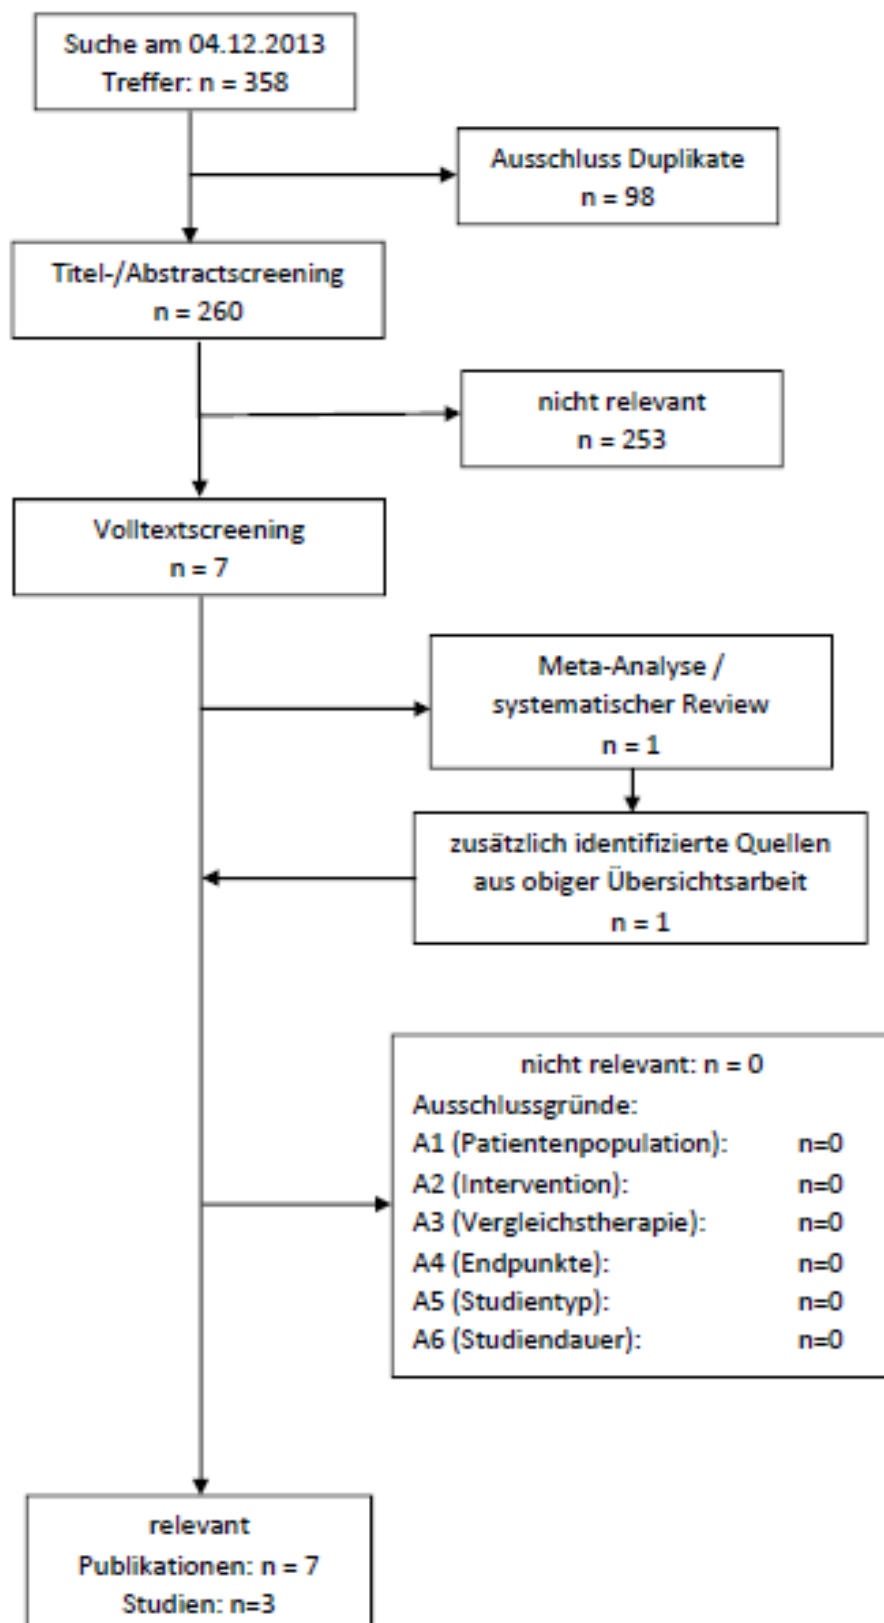 Suche am 04.12.2013
Treffer: n = 358
Ausschluss Duplikate
n = 98
Titel-/Abstractscreening
n = 260
nicht relevant
n = 253
Volltextscreening
n = 7
Meta-Analyse /
systematischer Review
n = 1
zusätzlich identifizierte Quellen
aus obiger Übersichtsarbeit
n = 1
nicht relevant: n = 0
Ausschlussgründe:
A1 (Patientenpopulation): n=0
A2 (Intervention): n=0
A3 (Vergleichstherapie): n=0
A4 (Endpunkte): n=0
A5 (Studientyp): n=0
A6 (Studiendauer): n=0
relevant
Publikationen: n = 7
Studien: n=3